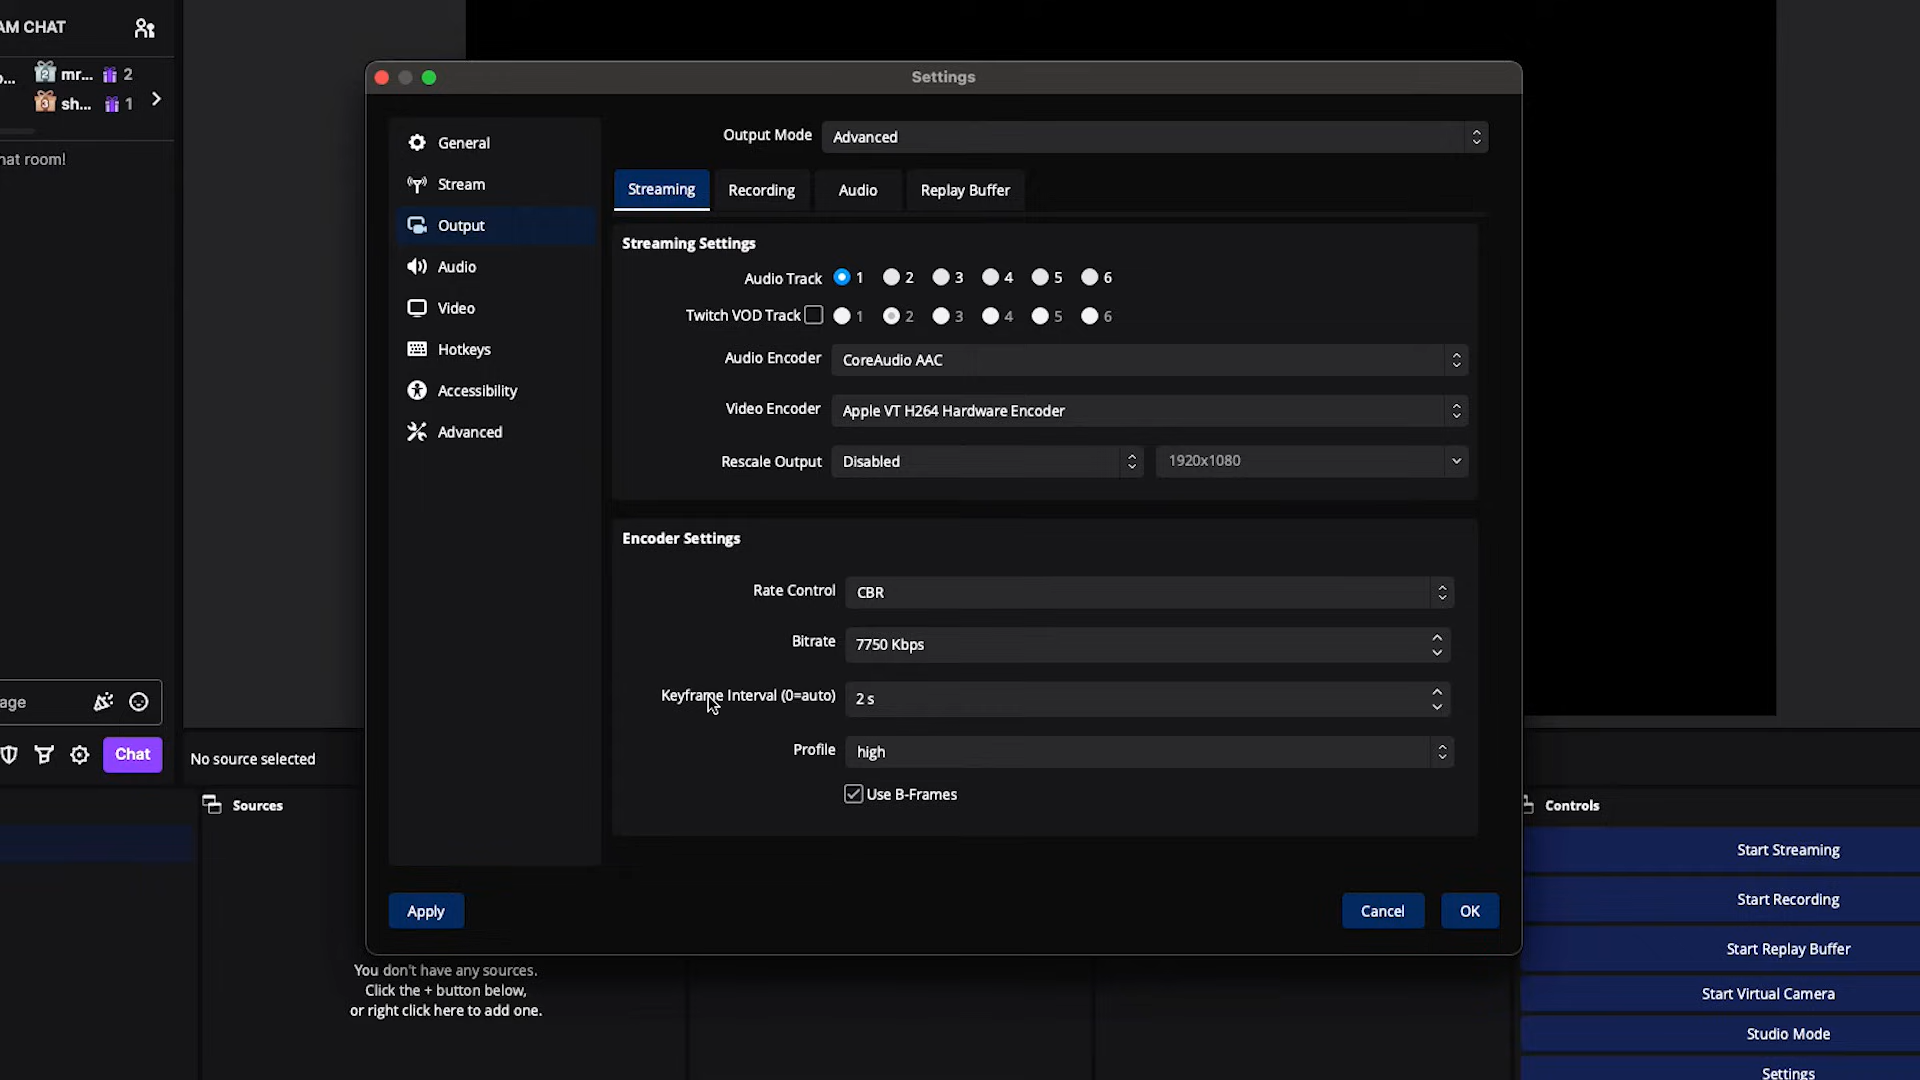 AM CHAT
mr... 2
sh... 1
hat room!
age
Chat
No source selected
Sources
You don't have any sources.
Click the + button below,
or right click here to add one.
Settings
General
Stream
Output
Audio
Video
Hotkeys
Accessibility
Advanced
Output Mode Advanced
Streaming Recording Audio Replay Buffer
Streaming Settings
Audio Track 1 2 3 4 5 6
Twitch VOD Track 1 2 3 4 5 6
Audio Encoder CoreAudio AAC
Video Encoder Apple VT H264 Hardware Encoder
Rescale Output Disabled 1920x1080
Encoder Settings
Rate Control CBR
Bitrate 7750 Kbps
Keyframe Interval (0=auto) 2 s
Profile high
Use B-Frames
Apply Cancel OK
Controls
Start Streaming
Start Recording
Start Replay Buffer
Start Virtual Camera
Studio Mode
Settings